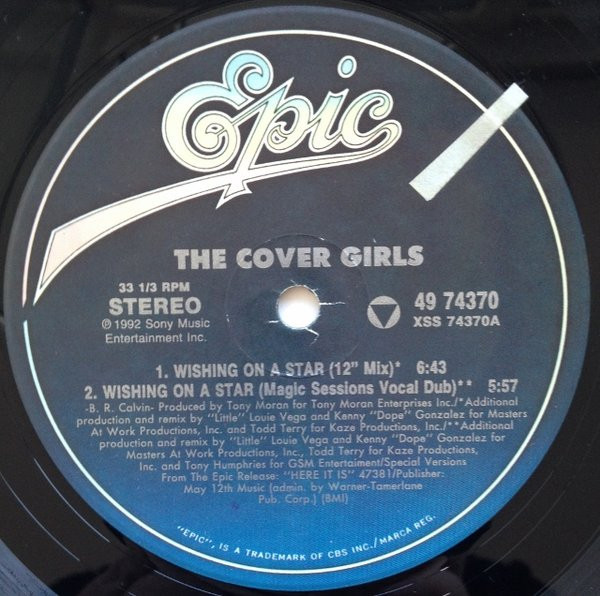 Epic
THE COVER GIRLS
33 1/3 RPM
STEREO
℗ 1992 Sony Music
Entertainment Inc.
49 74370
XSS 74370A
1. WISHING ON A STAR (12" Mix)* 6:43
2. WISHING ON A STAR (Magic Sessions Vocal Dub)** 5:57
-B. R. Calvin- Produced by Tony Moran for Tony Moran Enterprises Inc./*Additional
production and remix by "Little" Louie Vega and Kenny "Dope" Gonzalez for Masters
At Work Productions, Inc. Todd Terry for Kaze Productions, Inc./**Additional
production and remix by "Little" Louie Vega and Kenny "Dope" Gonzalez for
Masters At Work Productions, Inc., Todd Terry for Kaze Productions,
Inc. and Tony Humphries for GSM Entertaiment/Special Versions
From The Epic Release: "HERE IT IS" 47381/Publisher:
May 12th Music (admin. by Warner-Tamerlane
Pub. Corp.) (BMI)
"EPIC", IS A TRADEMARK OF CBS INC./MARCA REG.